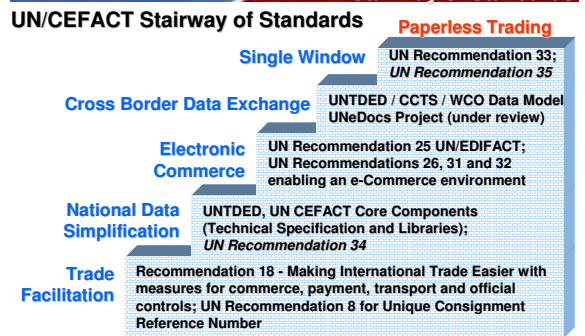 UN/CEFACT Stairway of Standards
Paperless Trading
Single Window
UN Recommendation 33;
UN Recommendation 35
Cross Border Data Exchange
UNTDED / CCTS / WCO Data Model
UNeDocs Project (under review)
Electronic
Commerce
UN Recommendation 25 UN/EDIFACT;
UN Recommendations 26, 31 and 32
enabling an e-Commerce environment
National Data
Simplification
UNTDED, UN CEFACT Core Components
(Technical Specification and Libraries);
UN Recommendation 34
Trade
Facilitation
Recommendation 18 - Making International Trade Easier with
measures for commerce, payment, transport and official
controls; UN Recommendation 8 for Unique Consignment
Reference Number